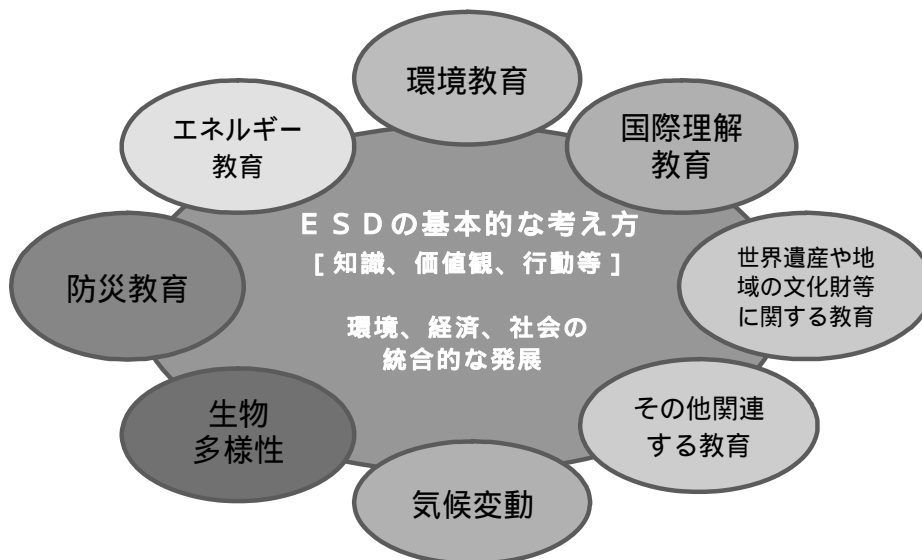 環境教育
エネルギー
教育
国際理解
教育
ESDの基本的な考え方
[知識、価値観、行動等]
世界遺産や地
域の文化財等
に関する教育
防災教育
環境、経済、社会の
統合的な発展
生物
多様性
その他関連
する教育
気候変動